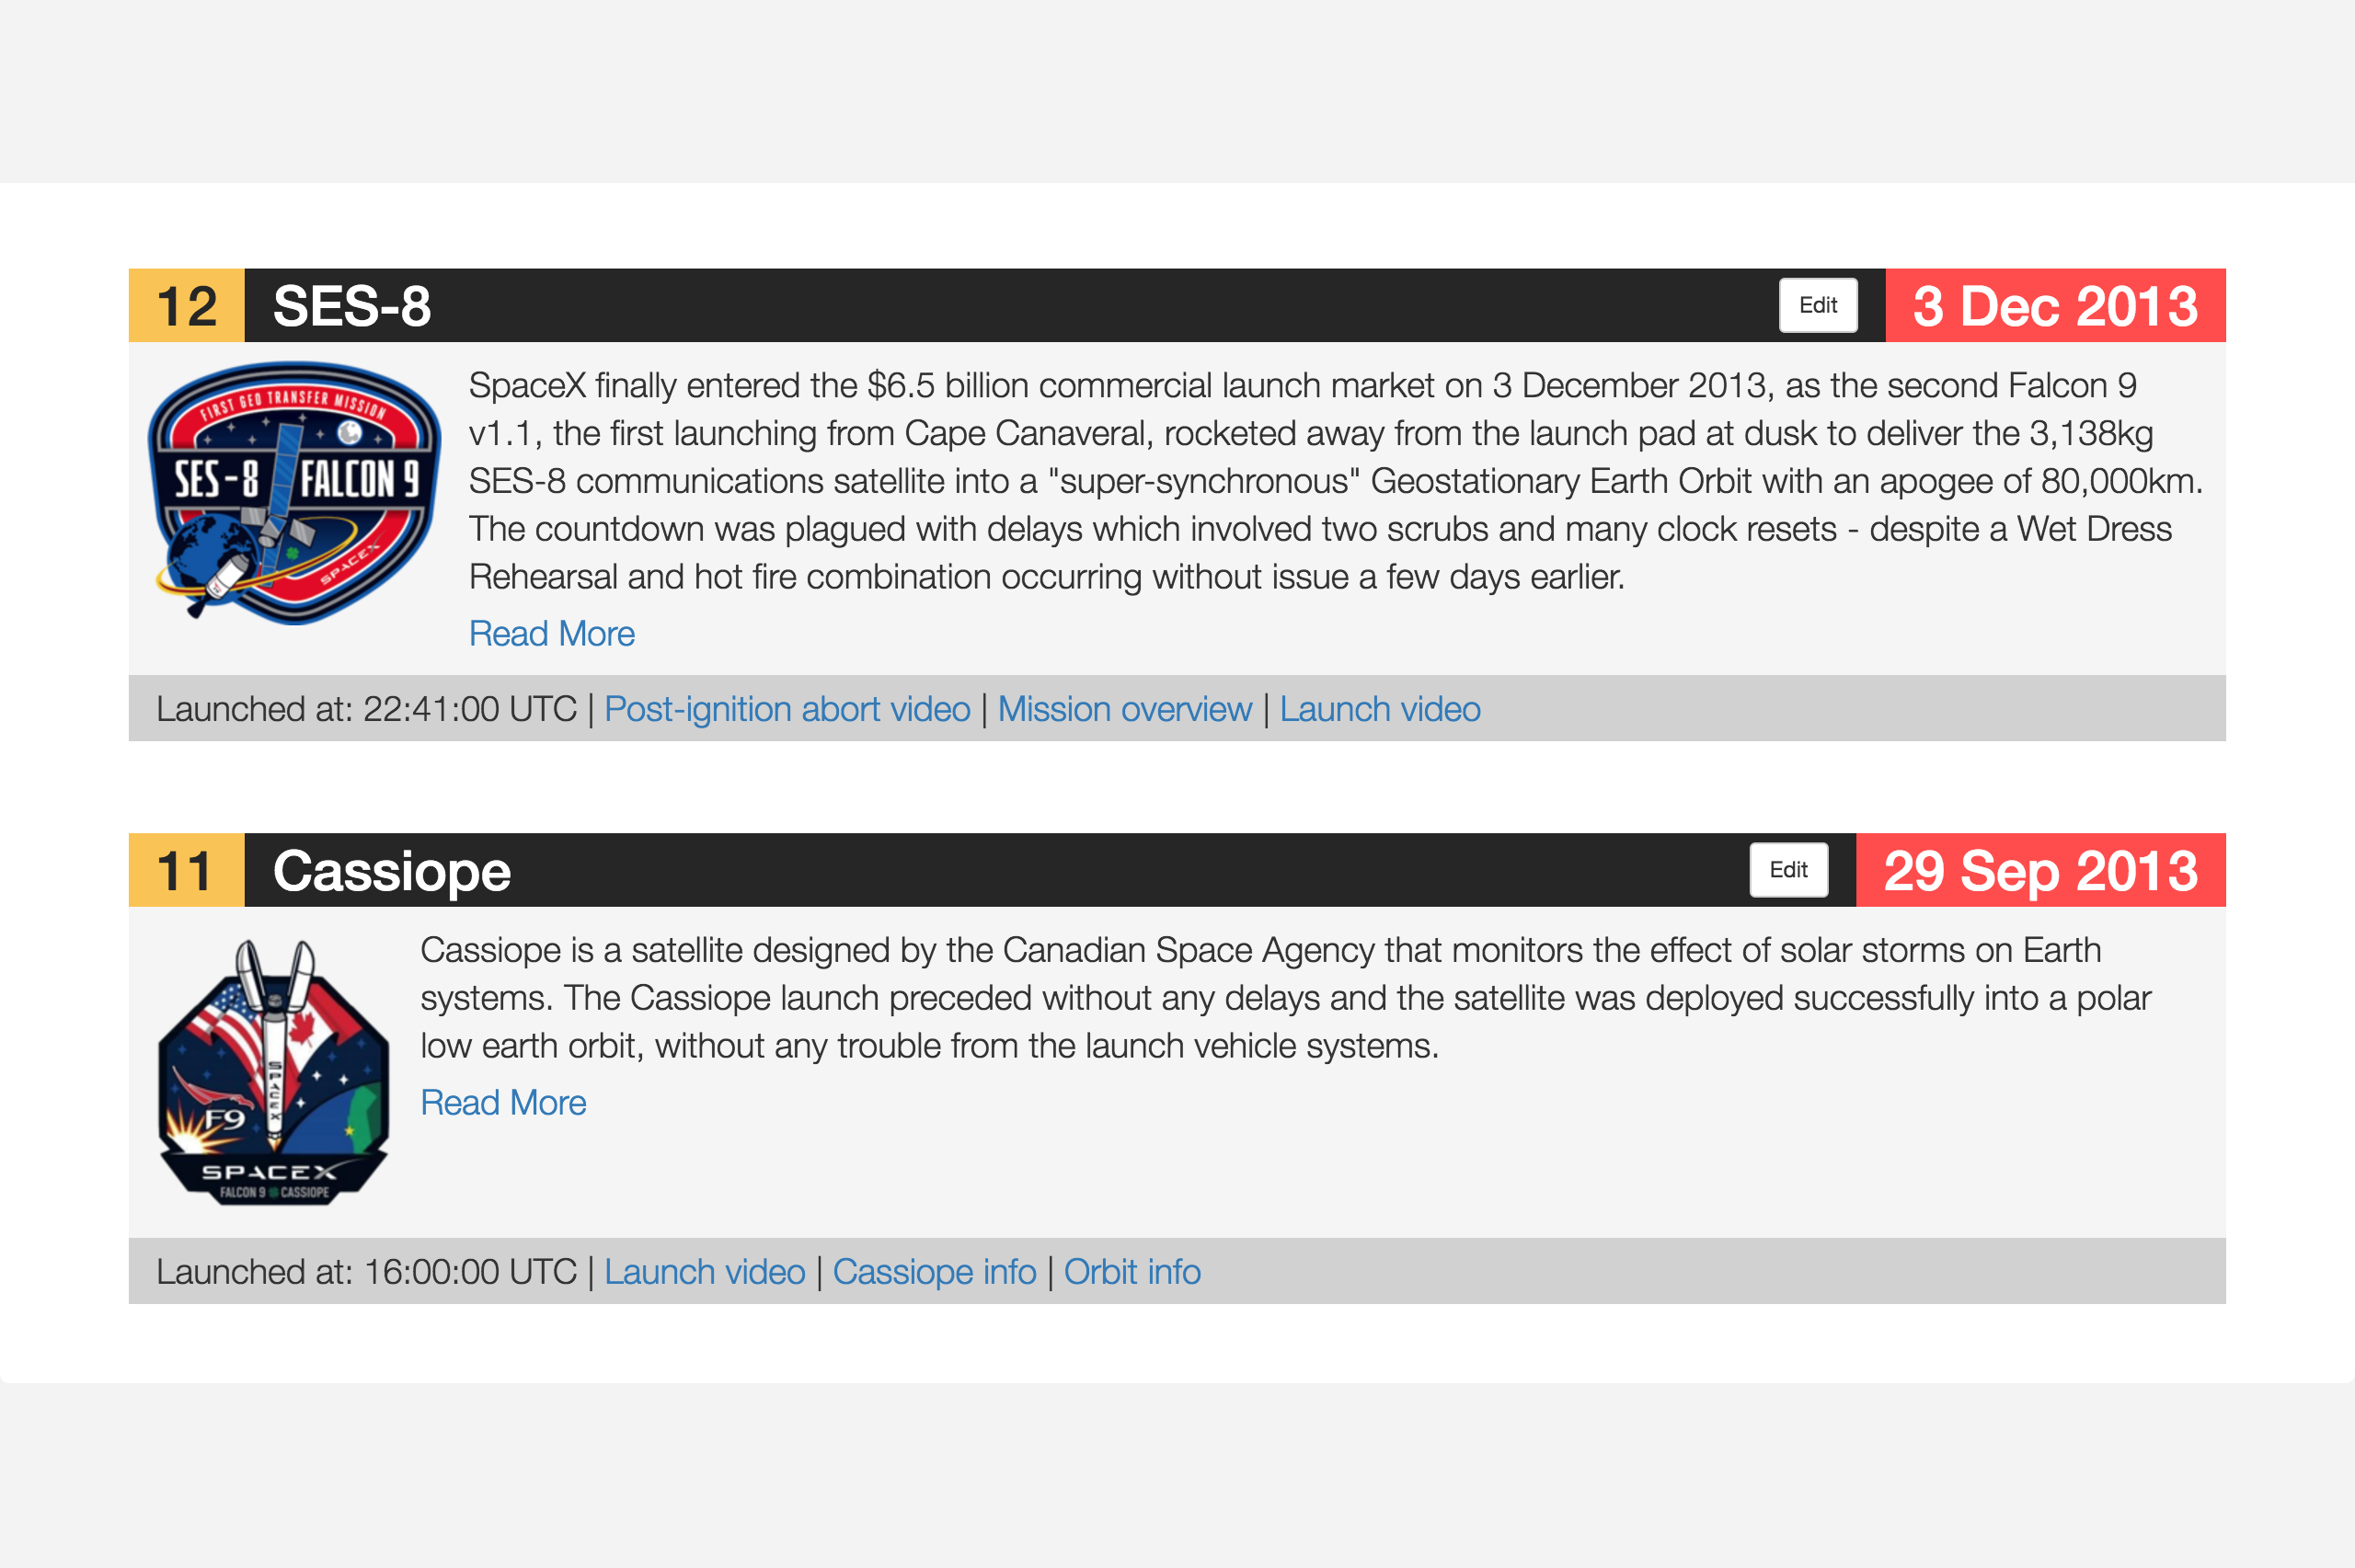 12 SES-8 Edit 3 Dec 2013
FIRST GEO TRANSFER MISSION
SES-8 FALCON 9
SPACEX
SpaceX finally entered the $6.5 billion commercial launch market on 3 December 2013, as the second Falcon 9
v1.1, the first launching from Cape Canaveral, rocketed away from the launch pad at dusk to deliver the 3,138kg
SES-8 communications satellite into a "super-synchronous" Geostationary Earth Orbit with an apogee of 80,000km.
The countdown was plagued with delays which involved two scrubs and many clock resets - despite a Wet Dress
Rehearsal and hot fire combination occurring without issue a few days earlier.
Read More
Launched at: 22:41:00 UTC | Post-ignition abort video | Mission overview | Launch video
11 Cassiope Edit 29 Sep 2013
SPACEX
F9
SPACEX
FALCON 9 CASSIOPE
Cassiope is a satellite designed by the Canadian Space Agency that monitors the effect of solar storms on Earth
systems. The Cassiope launch preceded without any delays and the satellite was deployed successfully into a polar
low earth orbit, without any trouble from the launch vehicle systems.
Read More
Launched at: 16:00:00 UTC | Launch video | Cassiope info | Orbit info